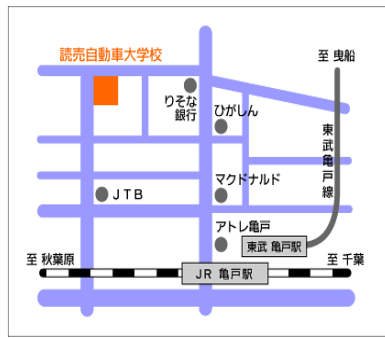 読売自動車大学校
至 曳船
りそな
銀行
ひがしん
東武亀戸線
JTB
マクドナルド
アトレ亀戸
東武 亀戸駅
至 秋葉原
至 千葉
JR 亀戸駅